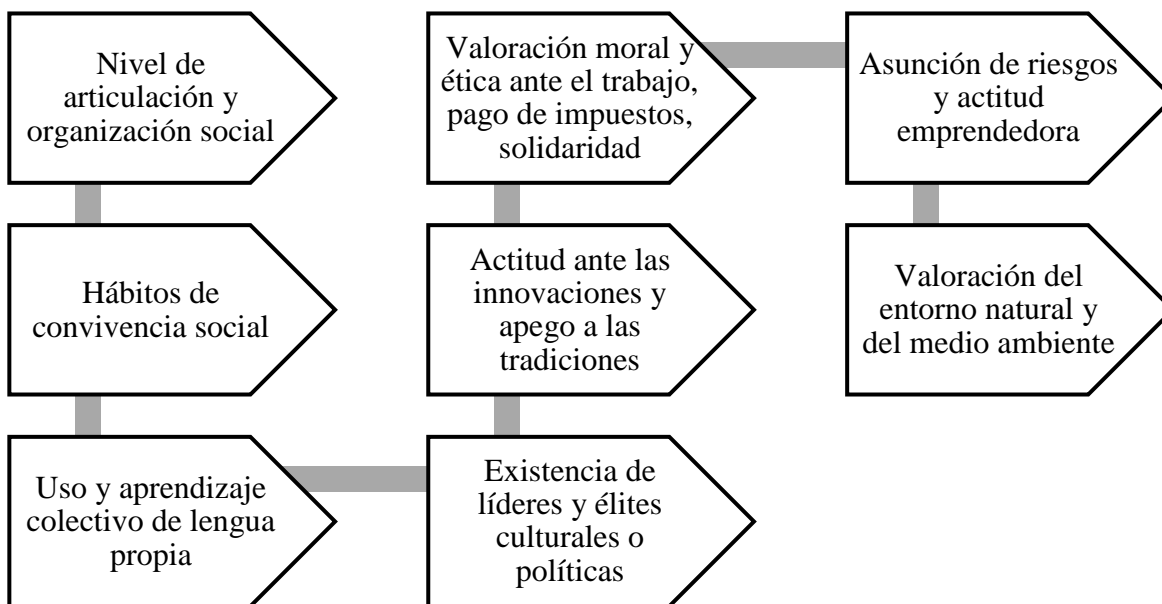 Nivel de
articulación y
organización social
Hábitos de
convivencia social
Uso y aprendizaje
colectivo de lengua
propia
Existencia de
líderes y élites
culturales o
políticas
Actitud ante las
innovaciones y
apego a las
tradiciones
Valoración moral y
ética ante el trabajo,
pago de impuestos,
solidaridad
Asunción de riesgos
y actitud
emprendedora
Valoración del
entorno natural y
del medio ambiente